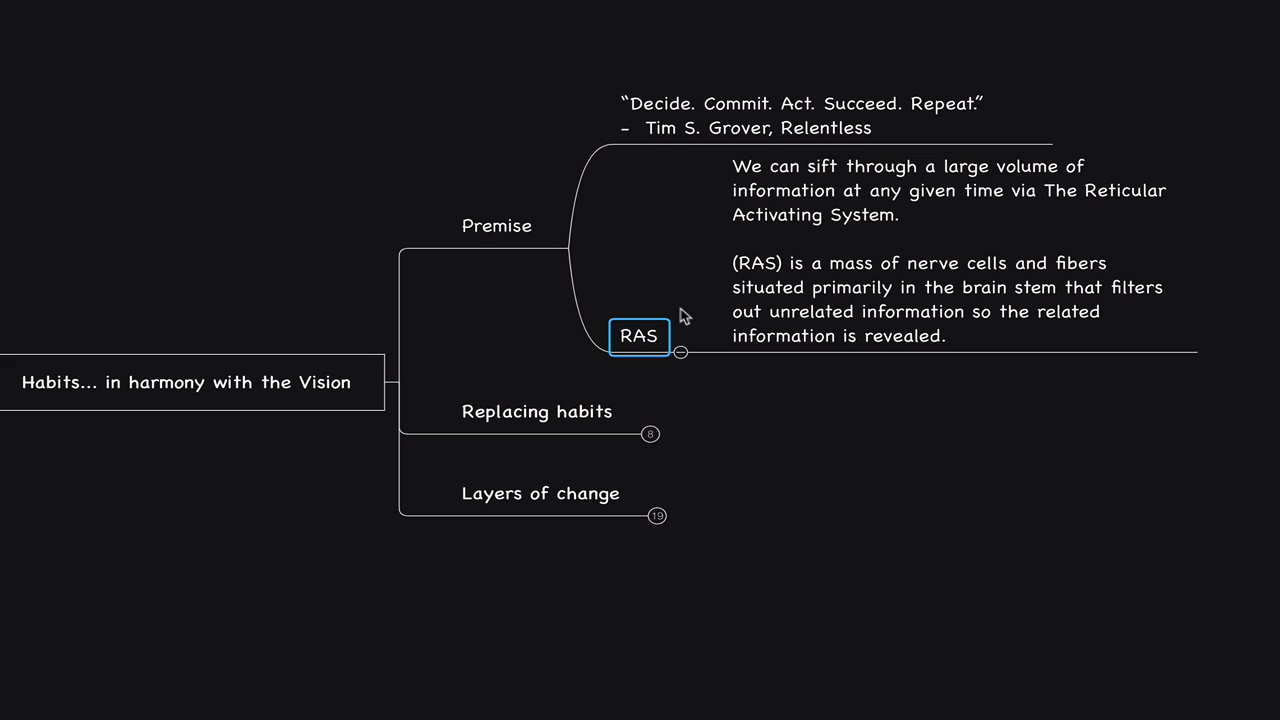 “Decide. Commit. Act. Succeed. Repeat.”
- Tim S. Grover, Relentless
We can sift through a large volume of
information at any given time via The Reticular
Activating System.
Premise
(RAS) is a mass of nerve cells and fibers
situated primarily in the brain stem that filters
out unrelated information so the related
information is revealed.
RAS
Habits... in harmony with the Vision
Replacing habits
8
Layers of change
19